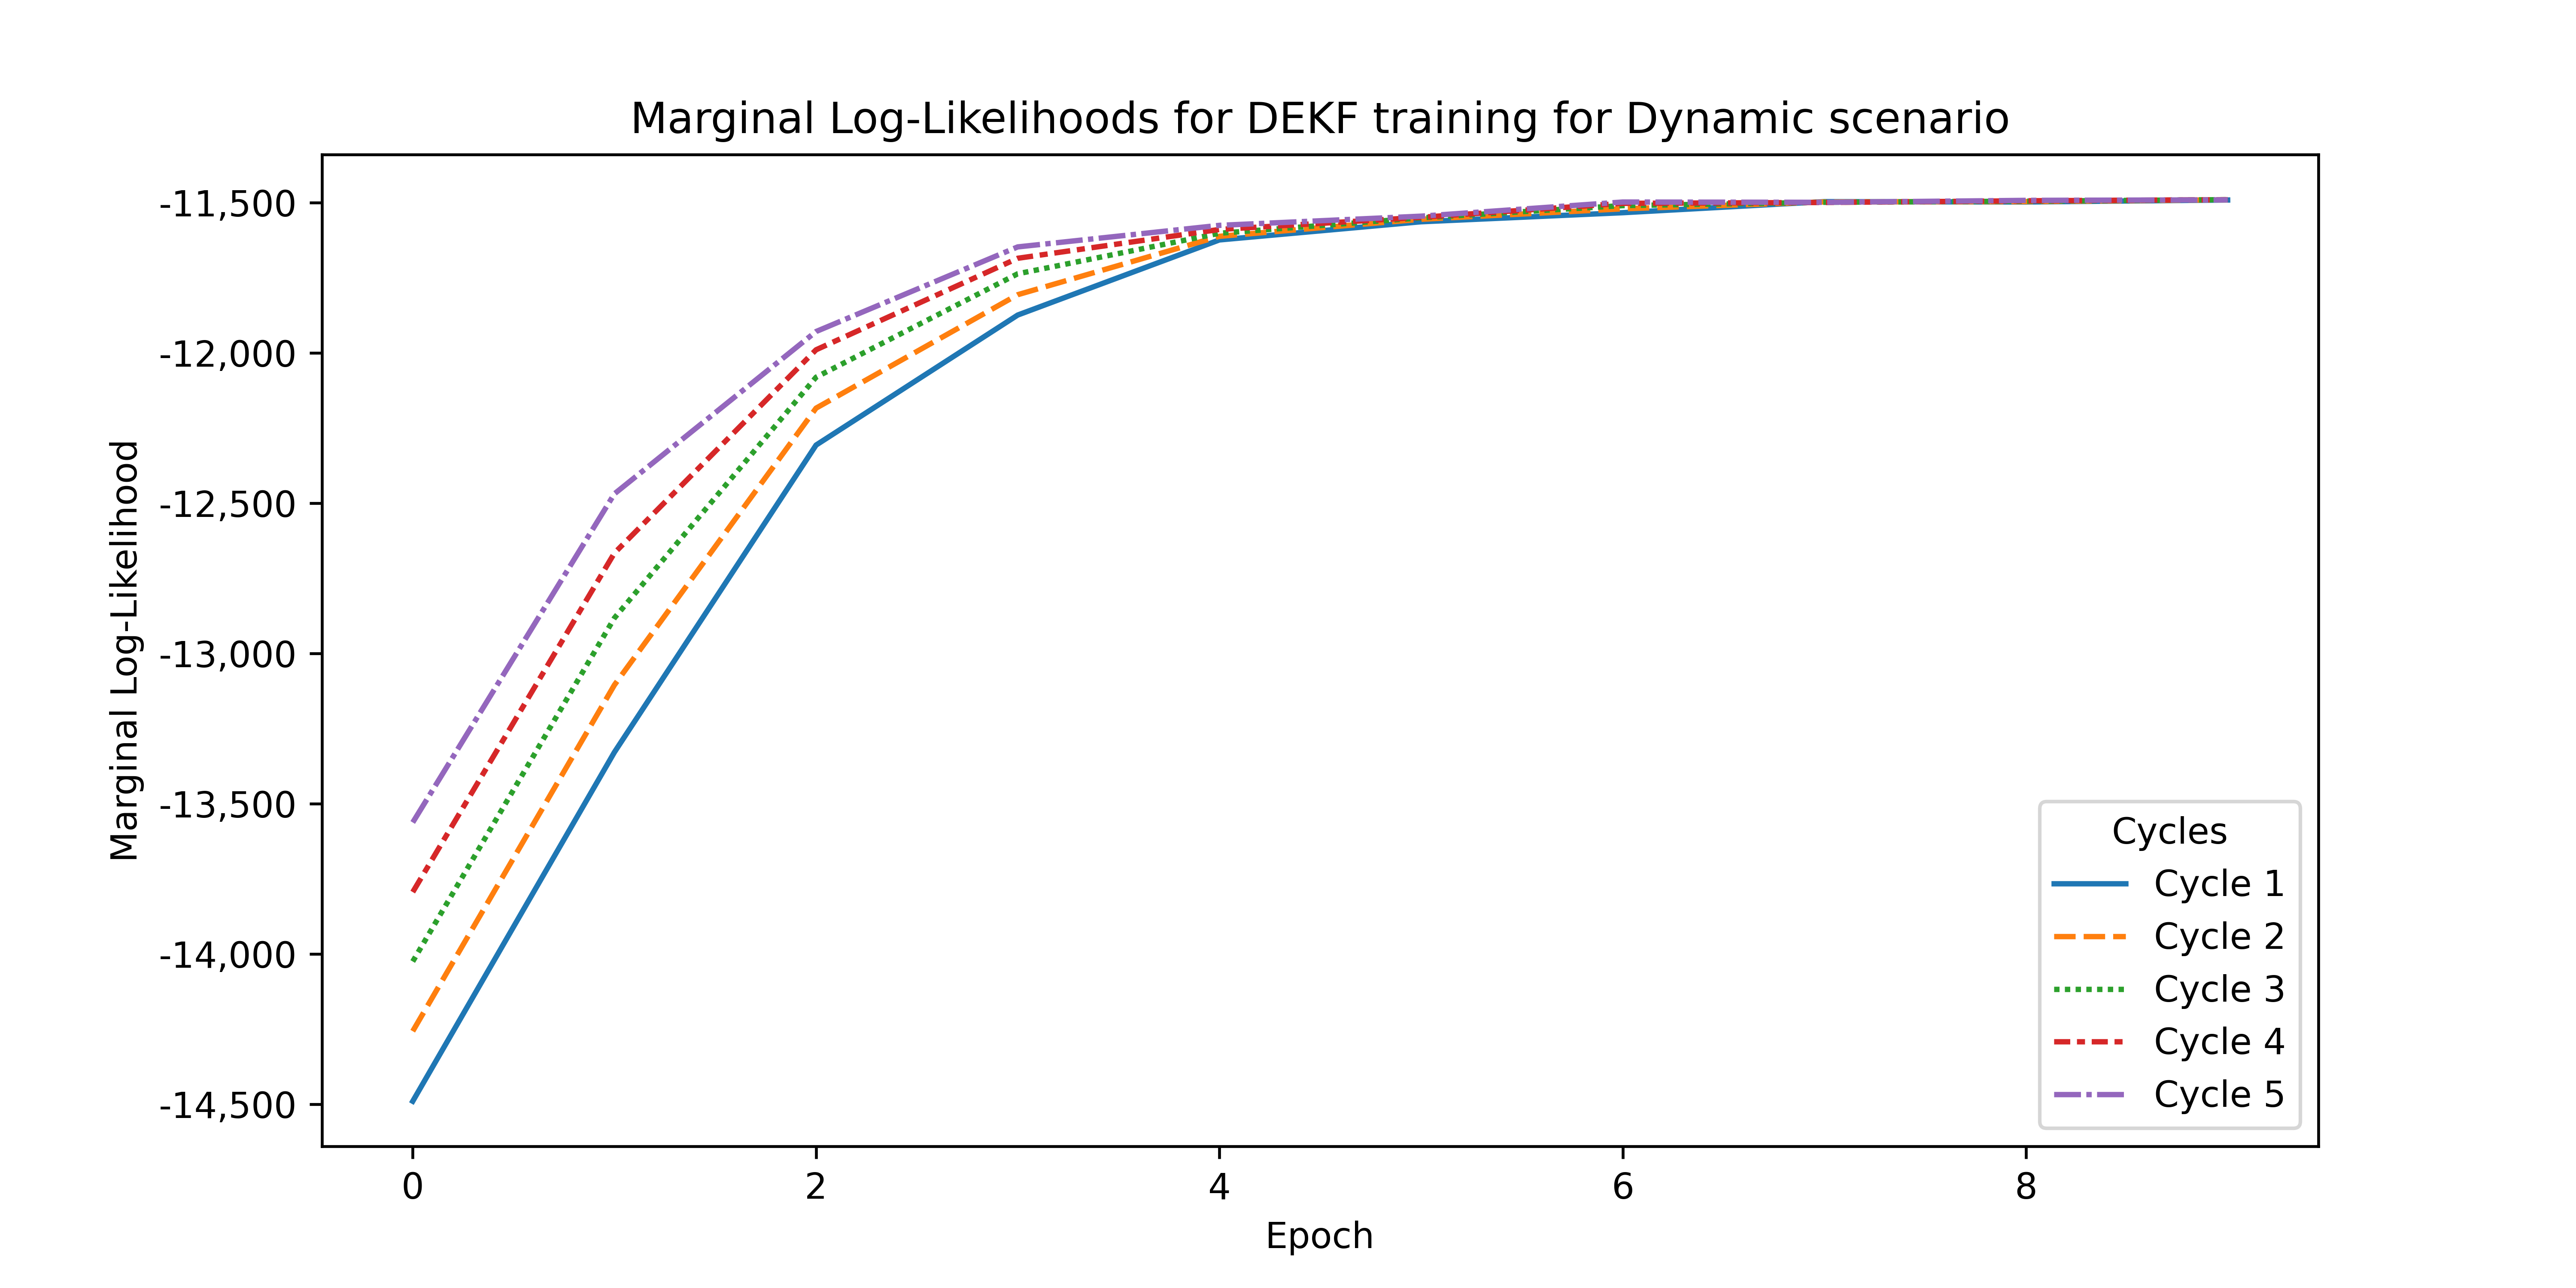 Marginal Log-Likelihoods for DEKF training for Dynamic scenario
Marginal Log-Likelihood
-11,500
-12,000
-12,500
-13,000
-13,500
-14,000
-14,500
0 2 4 6 8
Epoch
Cycles
Cycle 1
Cycle 2
Cycle 3
Cycle 4
Cycle 5